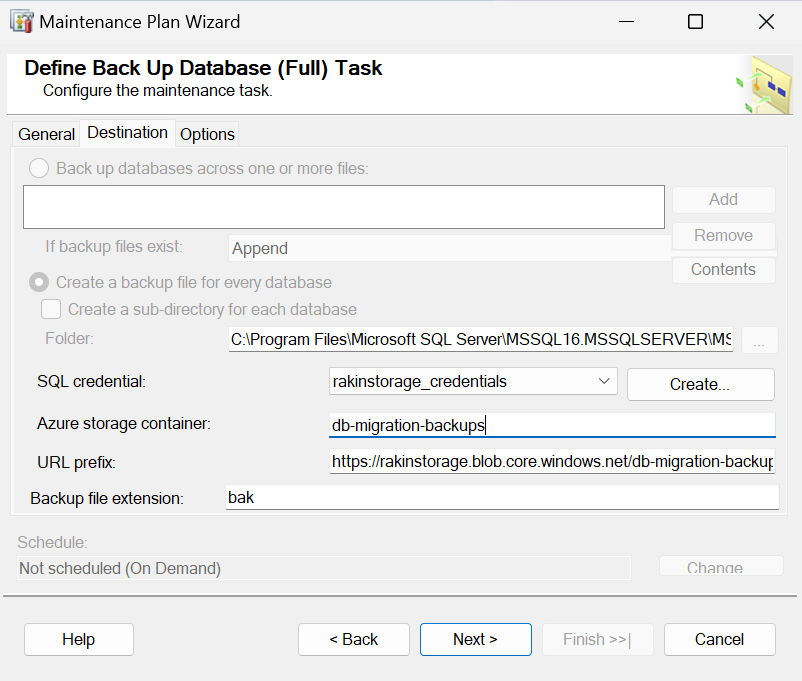 Maintenance Plan Wizard
Define Back Up Database (Full) Task
Configure the maintenance task.
General Destination Options
Back up databases across one or more files:
Add
If backup files exist: Append Remove
Create a backup file for every database Contents
Create a sub-directory for each database
Folder: C:\Program Files\Microsoft SQL Server\MSSQL16.MSSQLSERVER\MS ...
SQL credential: rakinstorage_credentials Create...
Azure storage container: db-migration-backups
URL prefix: https://rakinstorage.blob.core.windows.net/db-migration-backup
Backup file extension: bak
Schedule:
Not scheduled (On Demand) Change
Help < Back Next > Finish >>| Cancel